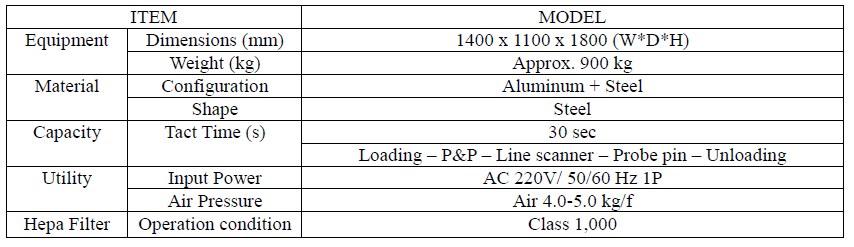 ITEM MODEL
Equipment Dimensions (mm) 1400 x 1100 x 1800 (W*D*H)
Weight (kg) Approx. 900 kg
Material Configuration Aluminum + Steel
Shape Steel
Capacity Tact Time (s) 30 sec
Loading – P&P – Line scanner – Probe pin – Unloading
Utility Input Power AC 220V/ 50/60 Hz 1P
Air Pressure Air 4.0-5.0 kg/f
Hepa Filter Operation condition Class 1,000